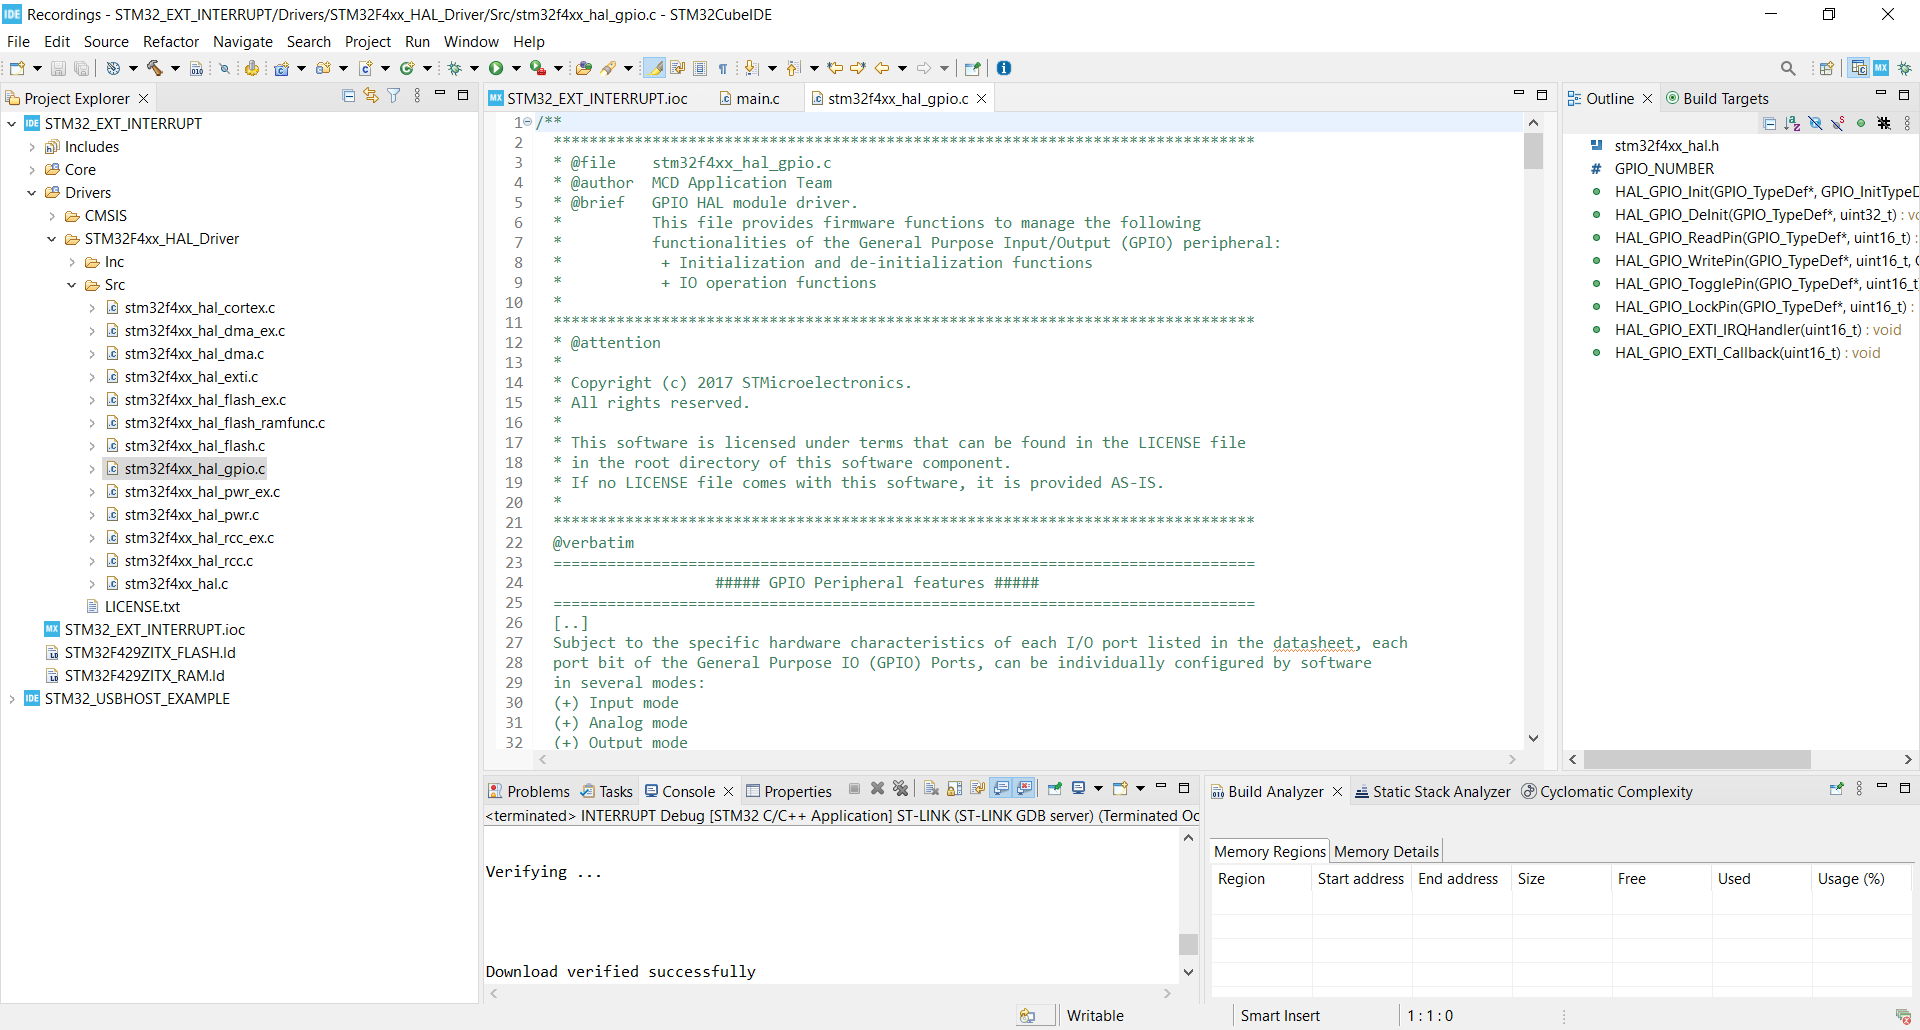 IDE Recordings - STM32_EXT_INTERRUPT/Drivers/STM32F4xx_HAL_Driver/Src/stm32f4xx_hal_gpio.c - STM32CubeIDE
File Edit Source Refactor Navigate Search Project Run Window Help
Project Explorer
IDE STM32_EXT_INTERRUPT
Includes
Core
Drivers
CMSIS
STM32F4xx_HAL_Driver
Inc
Src
stm32f4xx_hal_cortex.c
stm32f4xx_hal_dma_ex.c
stm32f4xx_hal_dma.c
stm32f4xx_hal_exti.c
stm32f4xx_hal_flash_ex.c
stm32f4xx_hal_flash_ramfunc.c
stm32f4xx_hal_flash.c
stm32f4xx_hal_gpio.c
stm32f4xx_hal_pwr_ex.c
stm32f4xx_hal_pwr.c
stm32f4xx_hal_rcc_ex.c
stm32f4xx_hal_rcc.c
stm32f4xx_hal.c
LICENSE.txt
MX STM32_EXT_INTERRUPT.ioc
STM32F429ZITX_FLASH.ld
STM32F429ZITX_RAM.ld
IDE STM32_USBHOST_EXAMPLE
MX STM32_EXT_INTERRUPT.ioc main.c stm32f4xx_hal_gpio.c
1 /**
2 ******************************************************************************
3 * @file    stm32f4xx_hal_gpio.c
4 * @author  MCD Application Team
5 * @brief   GPIO HAL module driver.
6 *          This file provides firmware functions to manage the following
7 *          functionalities of the General Purpose Input/Output (GPIO) peripheral:
8 *           + Initialization and de-initialization functions
9 *           + IO operation functions
10 *
11 ******************************************************************************
12 * @attention
13 *
14 * Copyright (c) 2017 STMicroelectronics.
15 * All rights reserved.
16 *
17 * This software is licensed under terms that can be found in the LICENSE file
18 * in the root directory of this software component.
19 * If no LICENSE file comes with this software, it is provided AS-IS.
20 *
21 ******************************************************************************
22 @verbatim
23 ==============================================================================
24 ##### GPIO Peripheral features #####
25 ==============================================================================
26 [..]
27 Subject to the specific hardware characteristics of each I/O port listed in the datasheet, each
28 port bit of the General Purpose IO (GPIO) Ports, can be individually configured by software
29 in several modes:
30 (+) Input mode
31 (+) Analog mode
32 (+) Output mode
Outline Build Targets
stm32f4xx_hal.h
# GPIO_NUMBER
HAL_GPIO_Init(GPIO_TypeDef*, GPIO_InitTypeD
HAL_GPIO_DeInit(GPIO_TypeDef*, uint32_t) : vo
HAL_GPIO_ReadPin(GPIO_TypeDef*, uint16_t) :
HAL_GPIO_WritePin(GPIO_TypeDef*, uint16_t, G
HAL_GPIO_TogglePin(GPIO_TypeDef*, uint16_t
HAL_GPIO_LockPin(GPIO_TypeDef*, uint16_t) :
HAL_GPIO_EXTI_IRQHandler(uint16_t) : void
HAL_GPIO_EXTI_Callback(uint16_t) : void
Problems Tasks Console Properties
<terminated> INTERRUPT Debug [STM32 C/C++ Application] ST-LINK (ST-LINK GDB server) (Terminated Oc
Verifying ...
Download verified successfully
Build Analyzer Static Stack Analyzer Cyclomatic Complexity
Memory Regions Memory Details
Region Start address End address Size Free Used Usage (%)
Writable Smart Insert 1 : 1 : 0